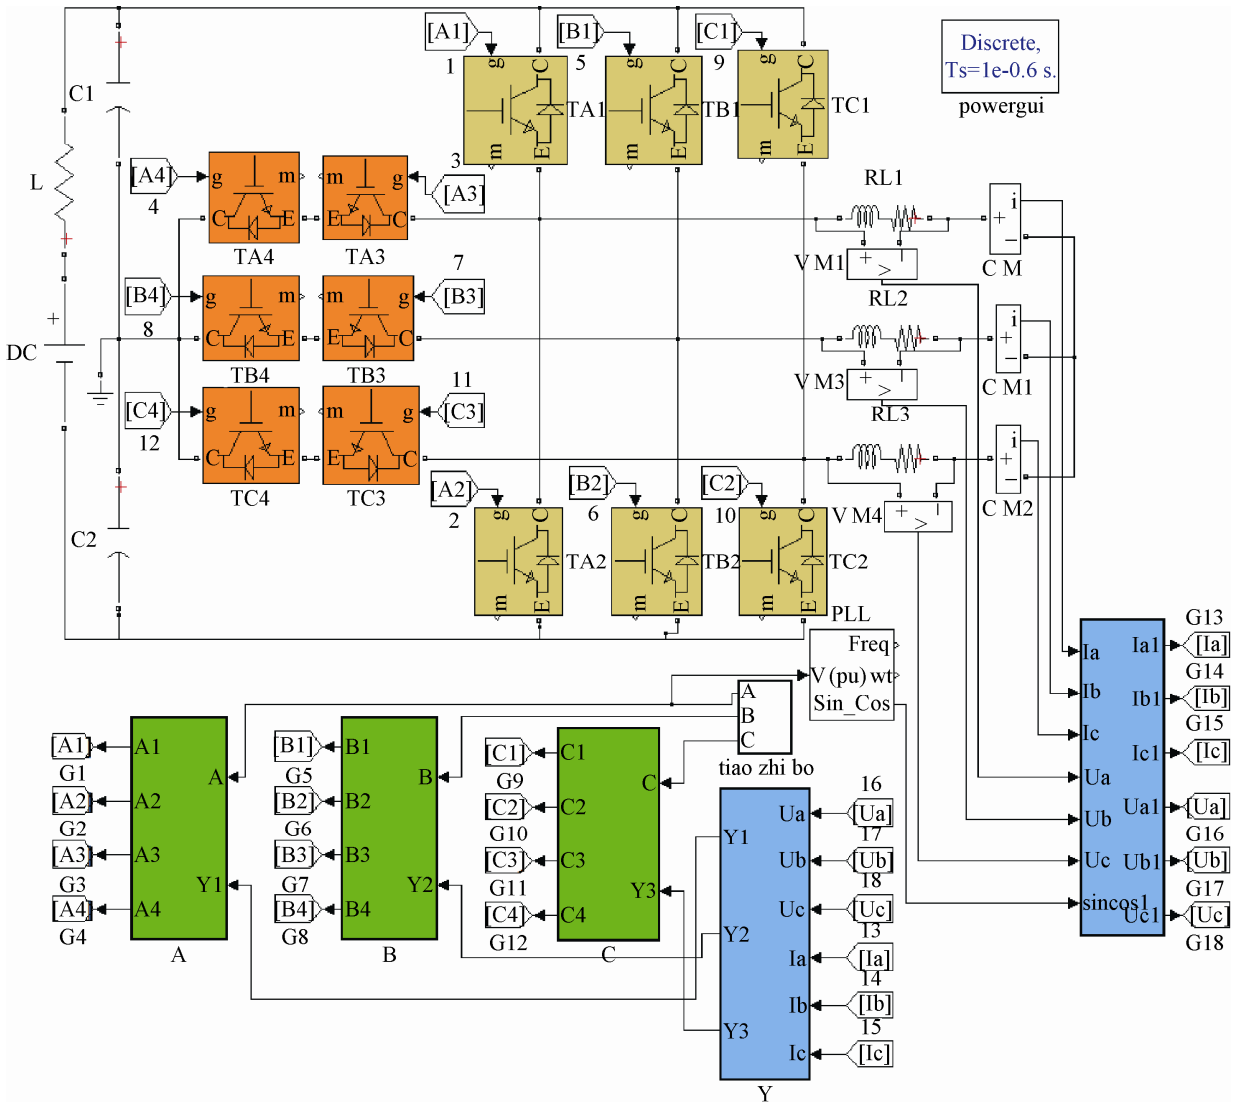 [A1]
[B1]
[C1]
1
5
9
g
C
g
C
g
C
TA1
TB1
TC1
m
E
m
E
m
E
Discrete,
Ts=1e-0.6 s.
powergui
C1
L
+
DC
C2
[A4]
4
g
m
C
E
TA4
m
g
E
C
TA3
3
[A3]
[B4]
8
g
m
C
E
TB4
m
g
E
C
TB3
7
[B3]
[C4]
12
g
m
C
E
TC4
m
g
E
C
TC3
11
[C3]
RL1
V M1
+
-
>
RL2
V M3
+
-
>
RL3
V M4
+
-
>
i
+
−
C M
i
+
−
C M1
i
+
−
C M2
[A2]
[B2]
[C2]
2
6
10
g
C
g
C
g
C
TA2
TB2
TC2
m
E
m
E
m
E
PLL
Freq
V (pu) wt
Sin_Cos
A
B
C
tiao zhi bo
Ia
Ib
Ic
Ua
Ub
Uc
sincos1
Ia1
Ib1
Ic1
Ua1
Ub1
Uc1
G13
[Ia]
G14
[Ib]
G15
[Ic]
[Ua]
G16
[Ub]
G17
[Uc]
G18
[A1]
G1
[A2]
G2
[A3]
G3
[A4]
G4
A1
A2
A3
A4
A
Y1
A
[B1]
G5
[B2]
G6
[B3]
G7
[B4]
G8
B1
B2
B3
B4
B
Y2
B
[C1]
G9
[C2]
G10
[C3]
G11
[C4]
G12
C1
C2
C3
C4
C
Y3
C
Y1
Y2
Y3
Ua
Ub
Uc
Ia
Ib
Ic
Y
16
[Ua]
17
[Ub]
18
[Uc]
13
[Ia]
14
[Ib]
15
[Ic]